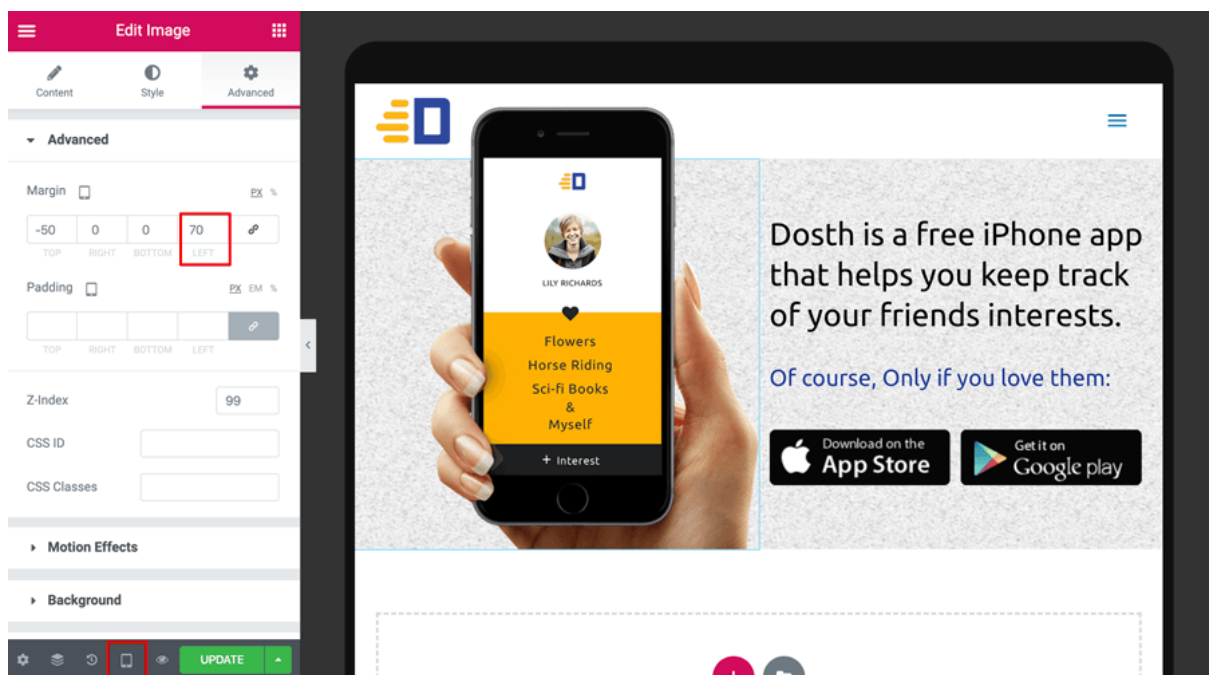 Edit Image
Content
Style
Advanced
Advanced
Margin
PX %
-50 0 0 70
TOP RIGHT BOTTOM LEFT
Padding
PX EM %
TOP RIGHT BOTTOM LEFT
Z-Index
99
CSS ID
CSS Classes
Motion Effects
Background
UPDATE
D
D
LILY RICHARDS
Flowers
Horse Riding
Sci-fi Books
&
Myself
+ Interest
Dosth is a free iPhone app
that helps you keep track
of your friends interests.
Of course, Only if you love them:
Download on the
App Store
Get it on
Google play